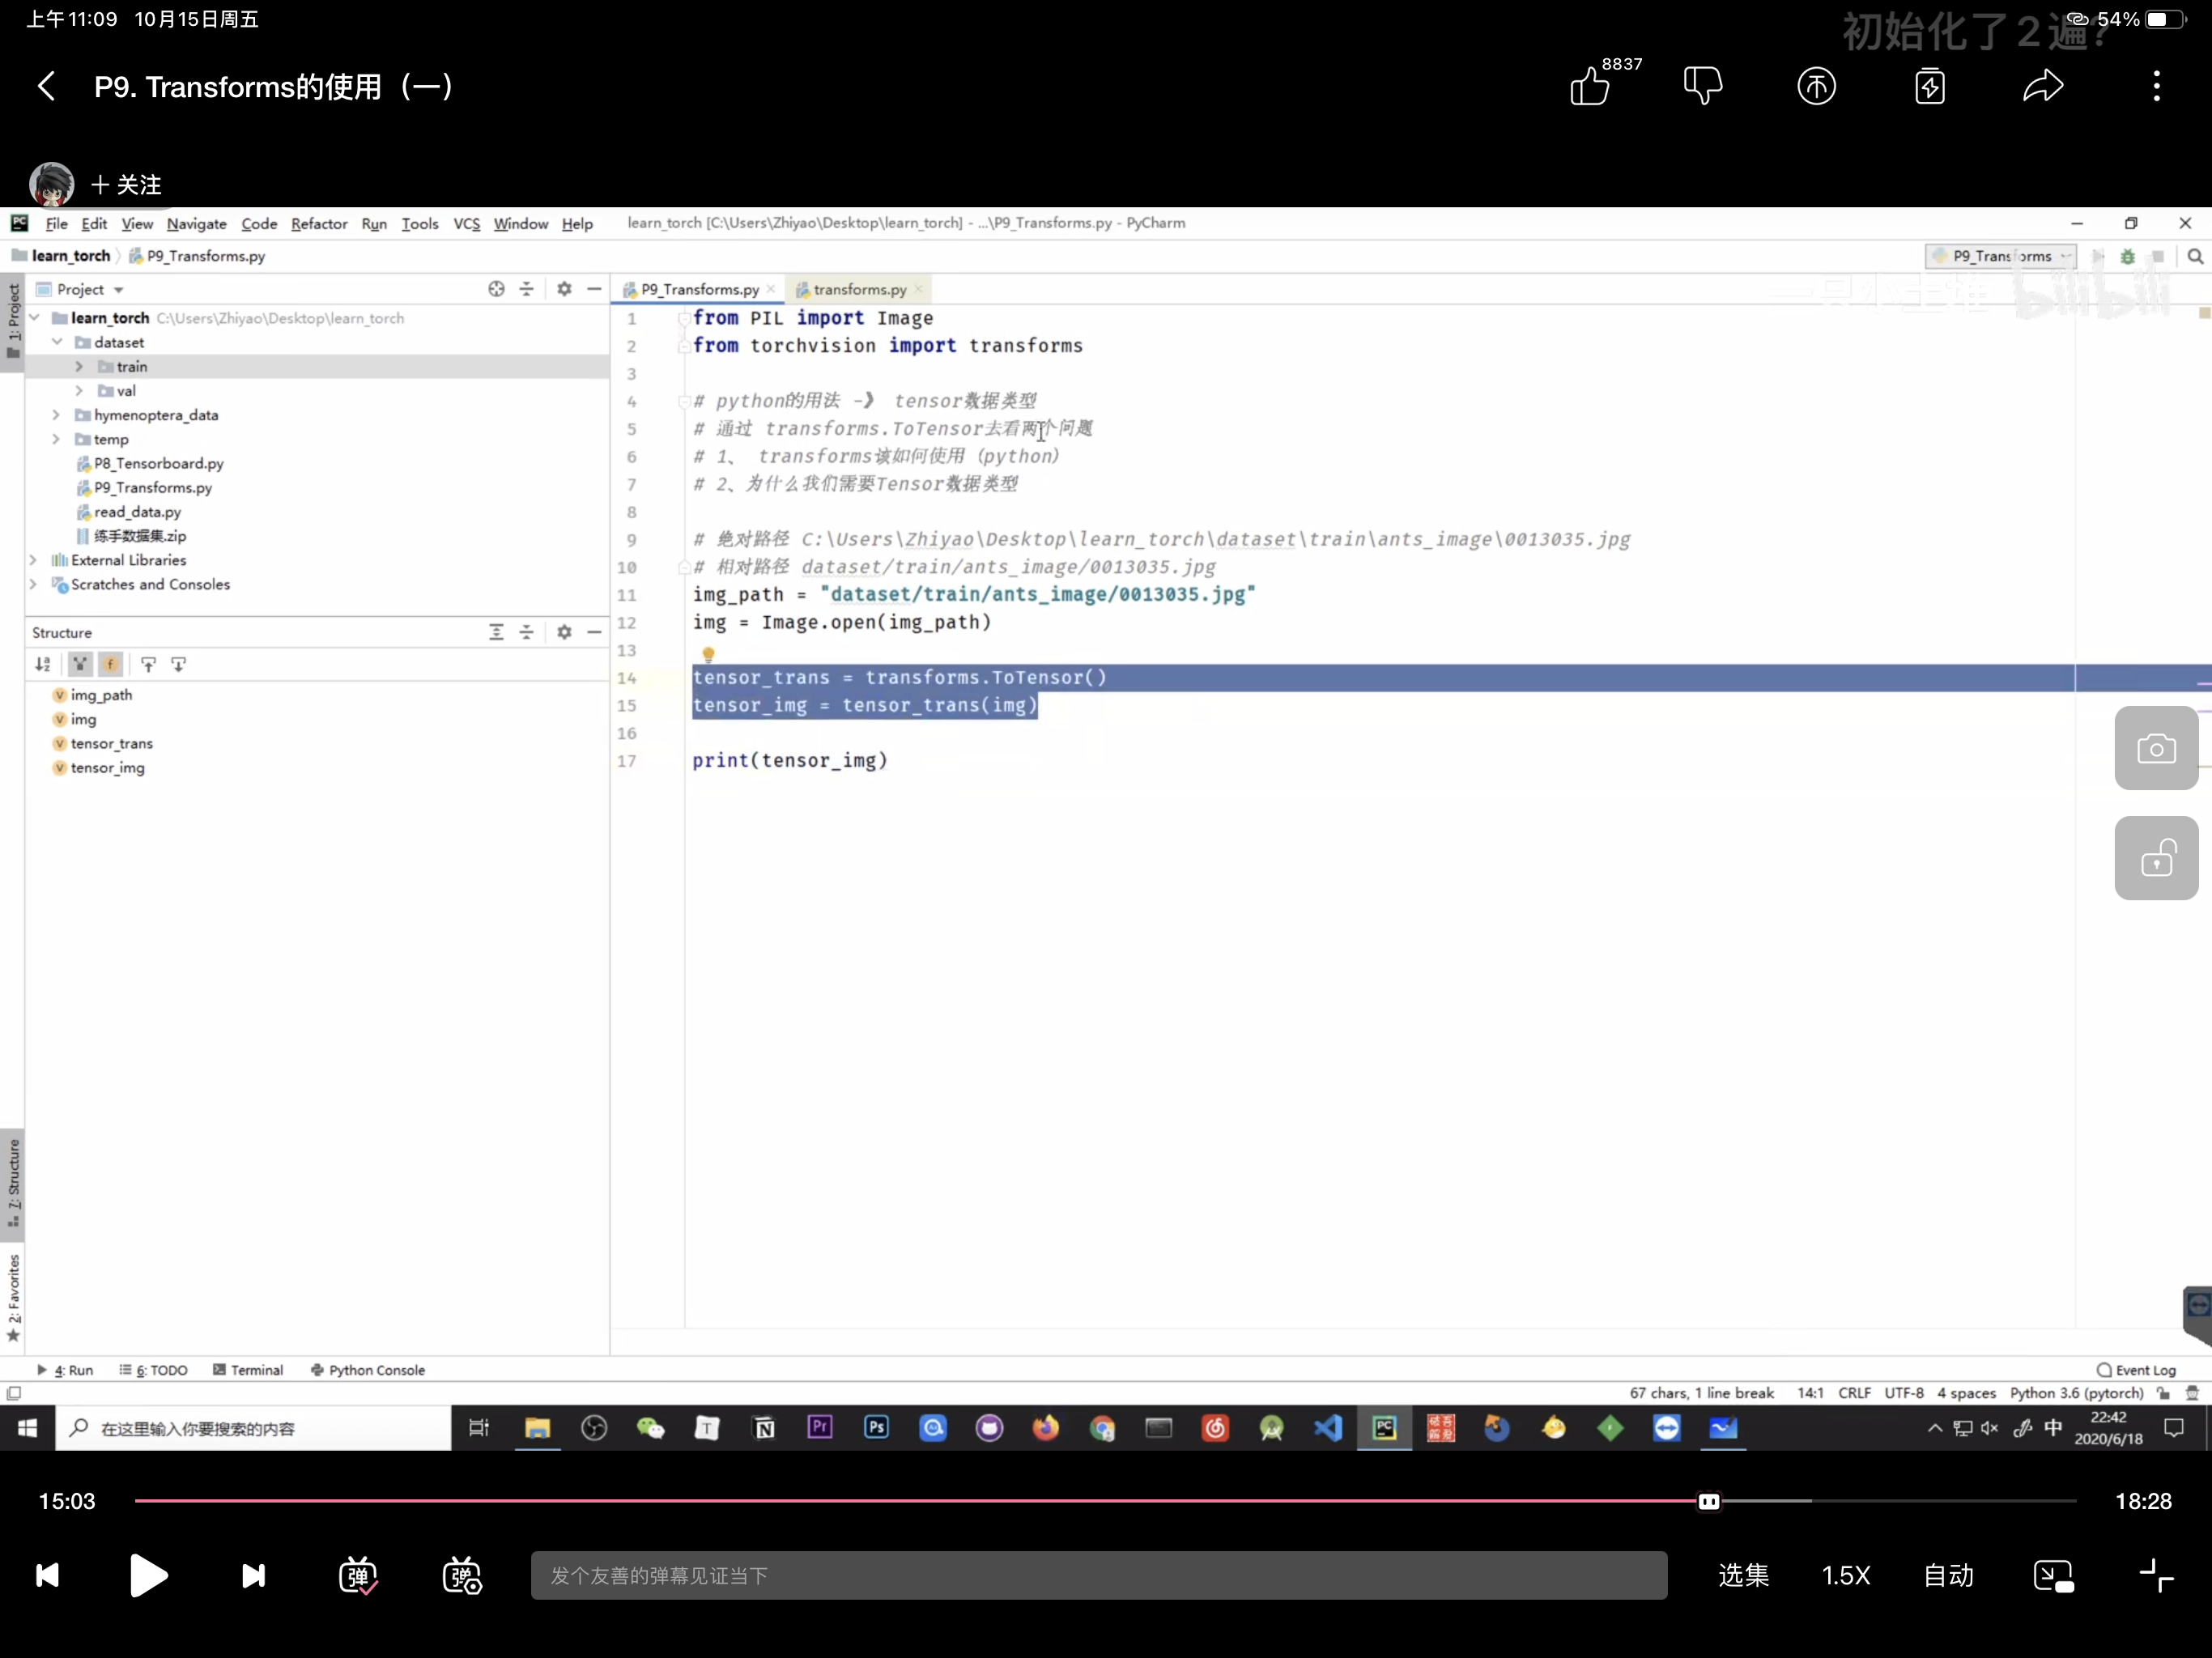 上午11:09 10月15日周五
54%
初始化了2遍?
P9. Transforms的使用（一）
8837
+ 关注
File Edit View Navigate Code Refactor Run Tools VCS Window Help learn_torch [C:\Users\Zhiyao\Desktop\learn_torch] - ...\P9_Transforms.py - PyCharm
learn_torch P9_Transforms.py
P9_Transforms
bilibili
1: Project
Project
learn_torch C:\Users\Zhiyao\Desktop\learn_torch
dataset
train
val
hymenoptera_data
temp
P8_Tensorboard.py
P9_Transforms.py
read_data.py
练手数据集.zip
External Libraries
Scratches and Consoles
Structure
img_path
img
tensor_trans
tensor_img
7: Structure
2: Favorites
P9_Transforms.py transforms.py
1 from PIL import Image
2 from torchvision import transforms
3
4 # python的用法 -》 tensor数据类型
5 # 通过 transforms.ToTensor去看两个问题
6 # 1、 transforms该如何使用（python）
7 # 2、为什么我们需要Tensor数据类型
8
9 # 绝对路径 C:\Users\Zhiyao\Desktop\learn_torch\dataset\train\ants_image\0013035.jpg
10 # 相对路径 dataset/train/ants_image/0013035.jpg
11 img_path = "dataset/train/ants_image/0013035.jpg"
12 img = Image.open(img_path)
13
14 tensor_trans = transforms.ToTensor()
15 tensor_img = tensor_trans(img)
16
17 print(tensor_img)
4: Run 6: TODO Terminal Python Console Event Log
67 chars, 1 line break 14:1 CRLF UTF-8 4 spaces Python 3.6 (pytorch)
在这里输入你要搜索的内容
T N Pr Ps PC
中
22:42
2020/6/18
15:03 18:28
弹 弹 发个友善的弹幕见证当下 选集 1.5X 自动